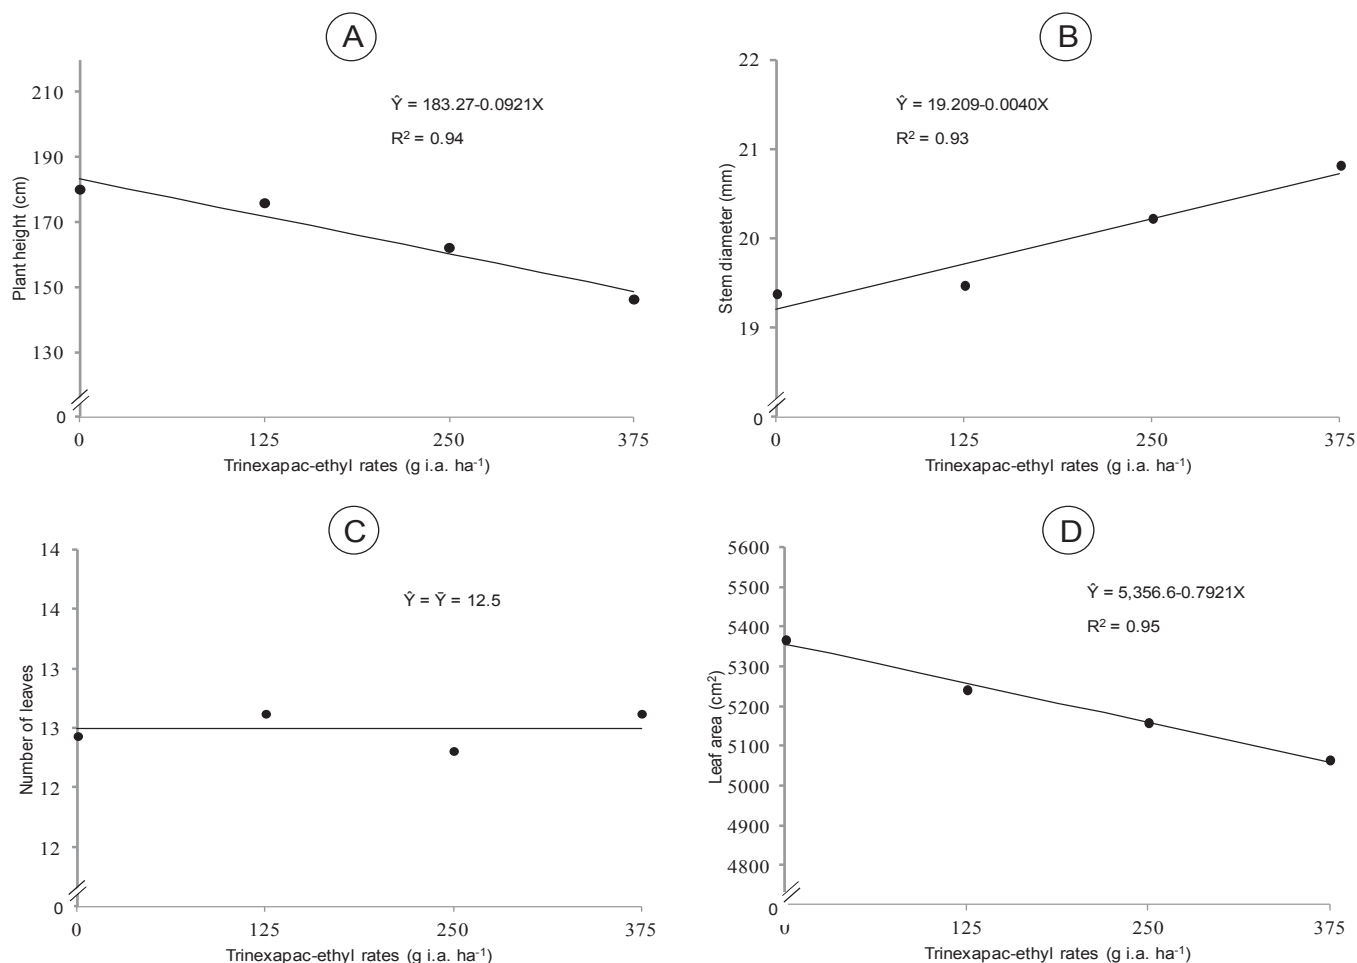 A
Ŷ = 183.27-0.0921X
R² = 0.94
Plant height (cm)
210
190
170
150
130
0
0 125 250 375
Trinexapac-ethyl rates (g i.a. ha⁻¹)
B
Ŷ = 19.209-0.0040X
R² = 0.93
Stem diameter (mm)
22
21
20
19
0
0 125 250 375
Trinexapac-ethyl rates (g i.a. ha⁻¹)
C
Ŷ = Ȳ = 12.5
Number of leaves
14
14
13
13
12
12
0
0 125 250 375
Trinexapac-ethyl rates (g i.a. ha⁻¹)
D
Ŷ = 5,356.6-0.7921X
R² = 0.95
Leaf area (cm²)
5600
5500
5400
5300
5200
5100
5000
4900
4800
0
0 125 250 375
Trinexapac-ethyl rates (g i.a. ha⁻¹)